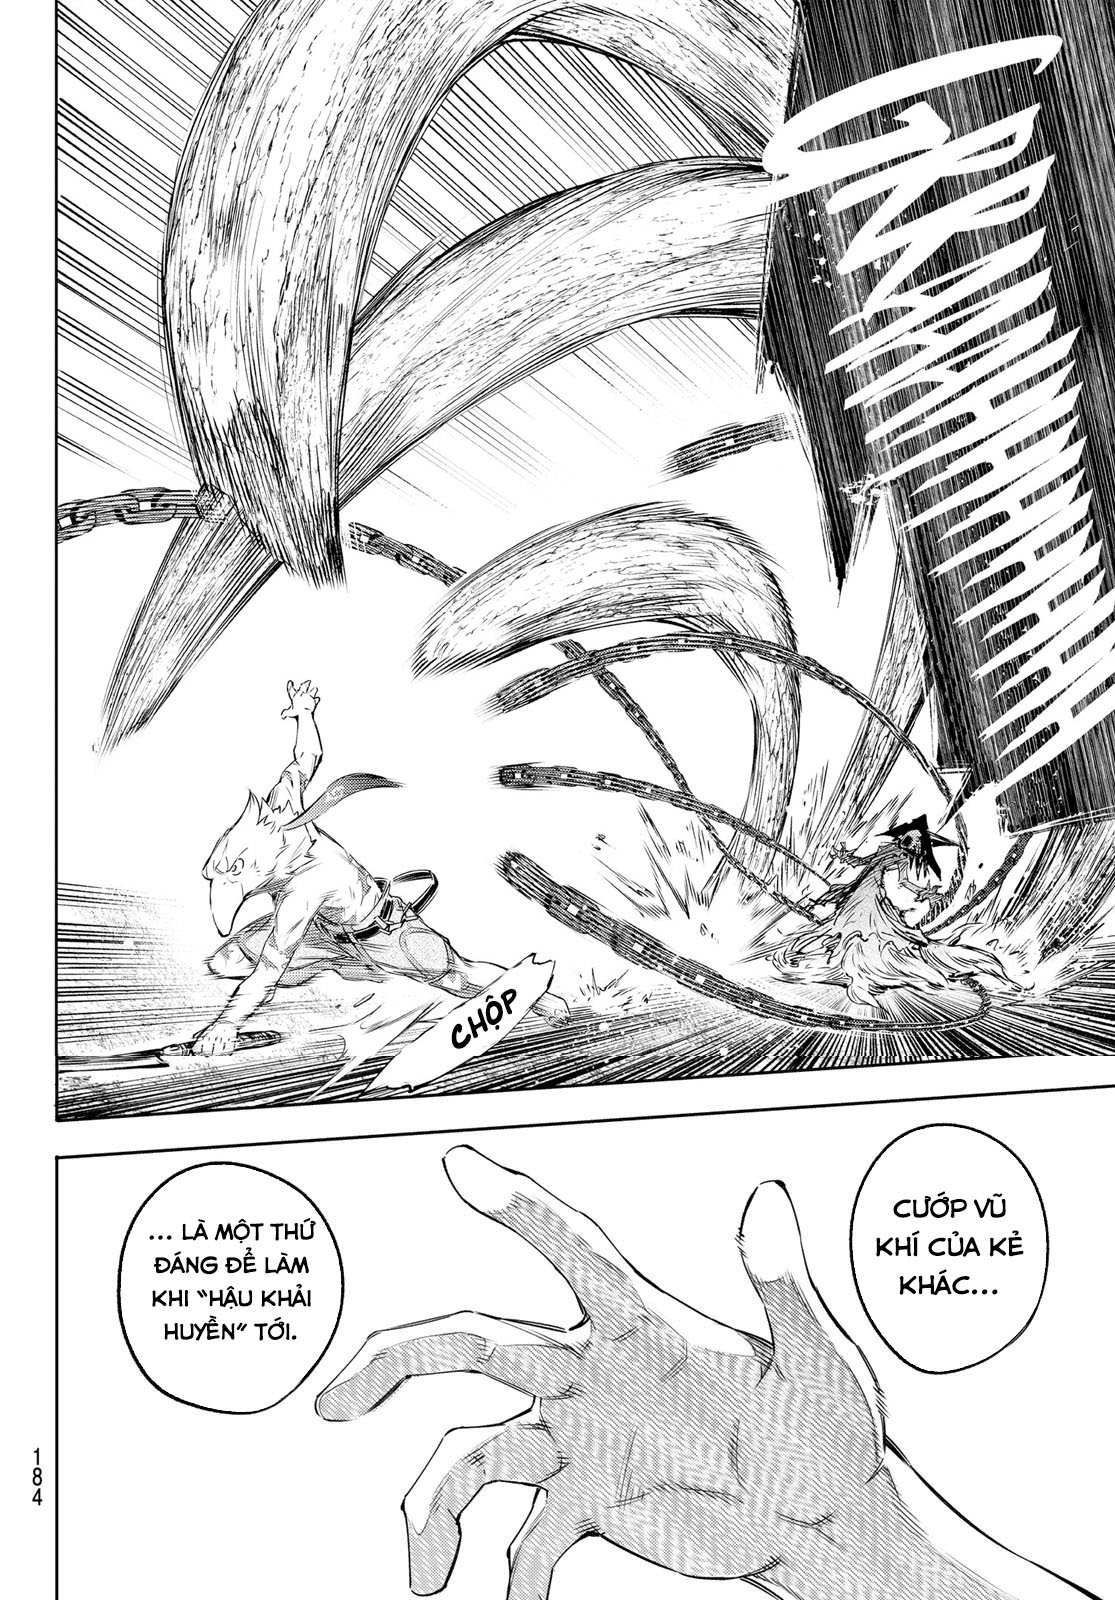 GRWAHAHAHAHAHAHAHA
CHỘP
CƯỚP VŨ
KHÍ CỦA KẺ
KHÁC...
... LÀ MỘT THỨ
ĐÁNG ĐỂ LÀM
KHI "HẬU KHẢI
HUYỀN" TỚI.
184